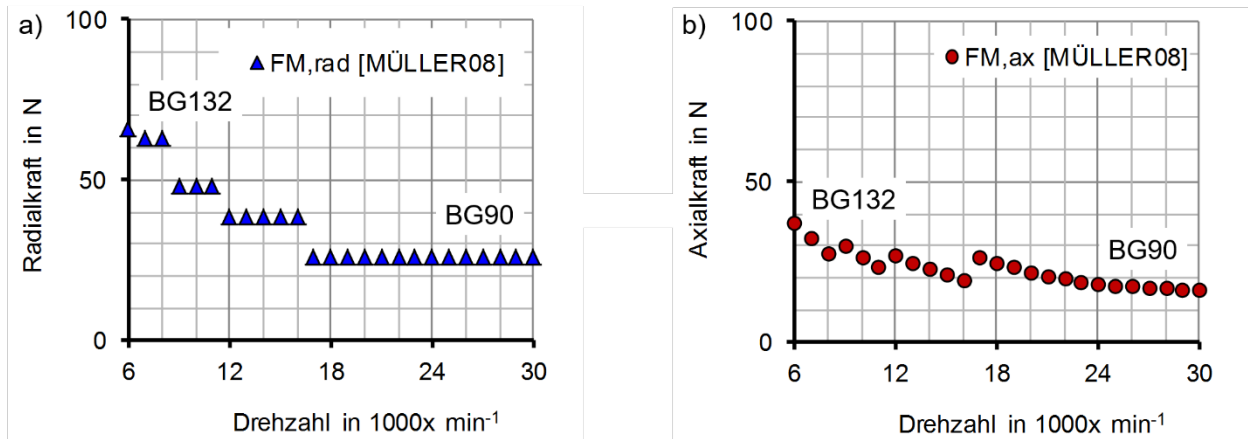 a)
100
50
0
Radialkraft in N
FM,rad [MÜLLER08]
BG132
BG90
6 12 18 24 30
Drehzahl in 1000x min⁻¹
b)
100
50
0
Axialkraft in N
FM,ax [MÜLLER08]
BG132
BG90
6 12 18 24 30
Drehzahl in 1000x min⁻¹